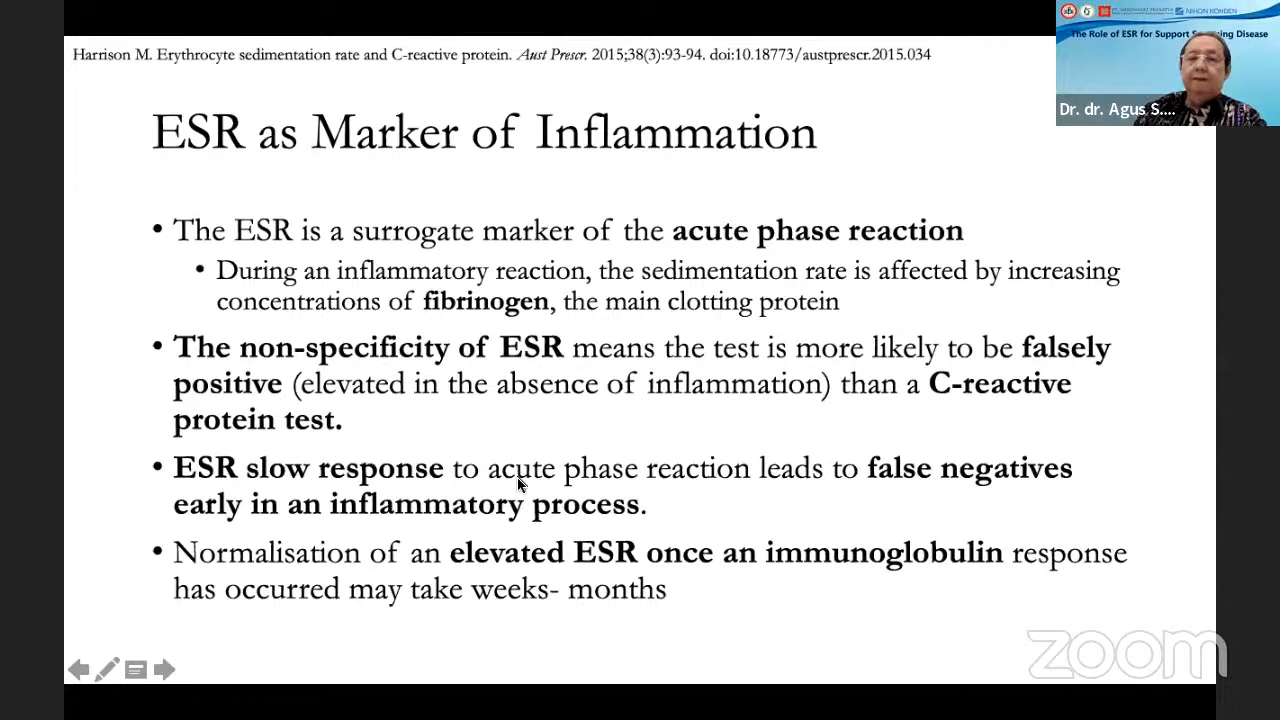 Harrison M. Erythrocyte sedimentation rate and C-reactive protein. Aust Prescr. 2015;38(3):93-94. doi:10.18773/austprescr.2015.034
NIHON KOHDEN
The Role of ESR for Support
Disease
Dr. dr. Agus S....
ESR as Marker of Inflammation
• The ESR is a surrogate marker of the acute phase reaction
• During an inflammatory reaction, the sedimentation rate is affected by increasing
concentrations of fibrinogen, the main clotting protein
• The non-specificity of ESR means the test is more likely to be falsely
positive (elevated in the absence of inflammation) than a C-reactive
protein test.
• ESR slow response to acute phase reaction leads to false negatives
early in an inflammatory process.
• Normalisation of an elevated ESR once an immunoglobulin response
has occurred may take weeks- months
zoom